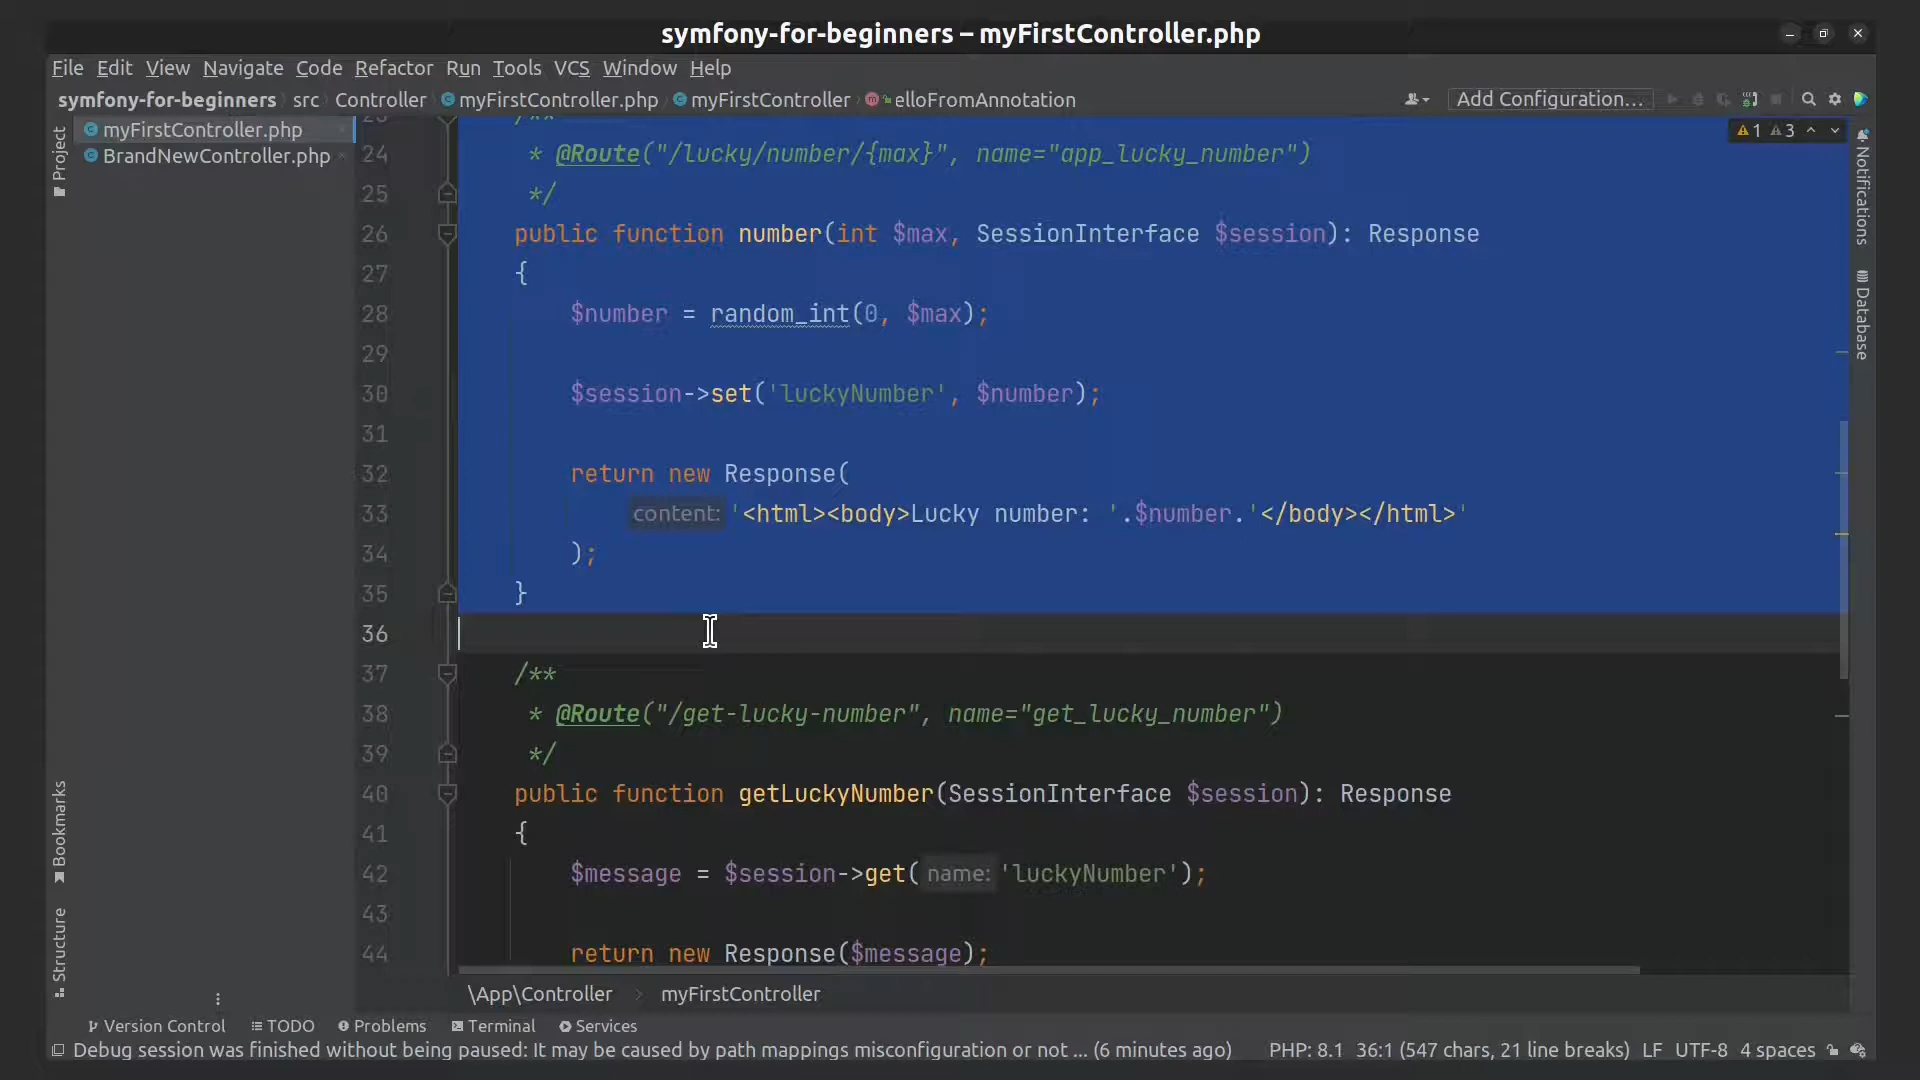 symfony-for-beginners – myFirstController.php
File Edit View Navigate Code Refactor Run Tools VCS Window Help
symfony-for-beginners src Controller myFirstController.php myFirstController elloFromAnnotation Add Configuration...
Project
myFirstController.php
BrandNewController.php
1 3
Notifications
Database
23 /**
24 * @Route("/lucky/number/{max}", name="app_lucky_number")
25 */
26 public function number(int $max, SessionInterface $session): Response
27 {
28 $number = random_int(0, $max);
29
30 $session->set('luckyNumber', $number);
31
32 return new Response(
33 content: '<html><body>Lucky number: '.$number.'</body></html>'
34 );
35 }
36
37 /**
38 * @Route("/get-lucky-number", name="get_lucky_number")
39 */
40 public function getLuckyNumber(SessionInterface $session): Response
41 {
42 $message = $session->get( name: 'luckyNumber');
43
44 return new Response($message);
Bookmarks
Structure
\App\Controller myFirstController
Version Control TODO Problems Terminal Services
Debug session was finished without being paused: It may be caused by path mappings misconfiguration or not ... (6 minutes ago) PHP: 8.1 36:1 (547 chars, 21 line breaks) LF UTF-8 4 spaces